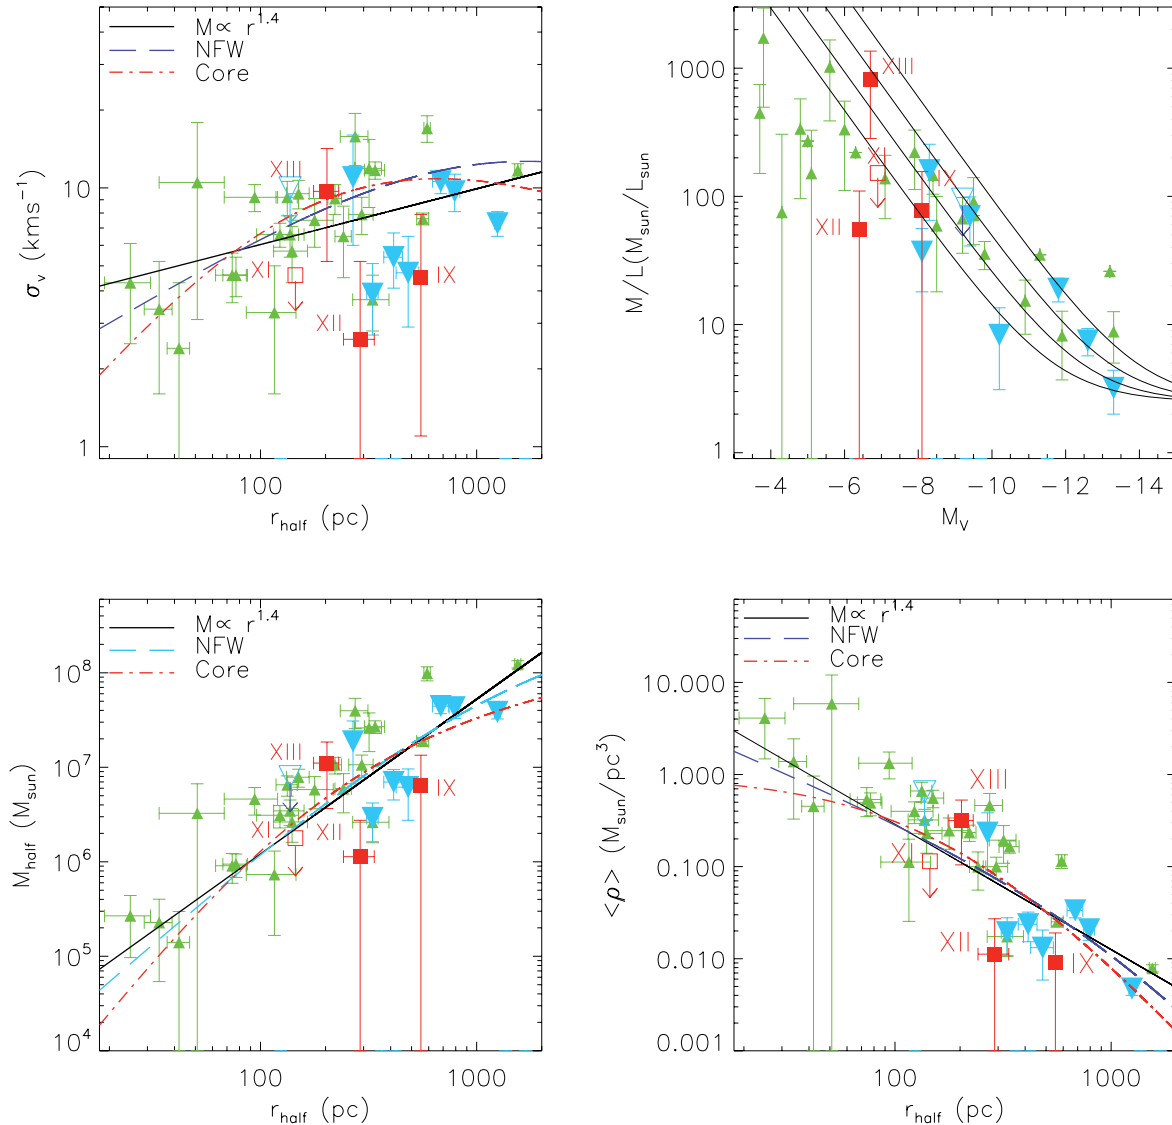 M∝ r^1.4
NFW
Core
XIII
XI
XII
IX
10
1
σ_v (kms^−1)
100
1000
r_half (pc)
XIII
XI
X
XII
1000
100
10
1
M/L(M_sun/L_sun)
−4
−6
−8
−10
−12
−14
M_V
M∝ r^1.4
NFW
Core
XIII
XI
XII
IX
10^8
10^7
10^6
10^5
10^4
M_half (M_sun)
100
1000
r_half (pc)
M∝ r^1.4
NFW
Core
XIII
XI
XII
IX
10.000
1.000
0.100
0.010
0.001
<ρ> (M_sun/pc^3)
100
1000
r_half (pc)